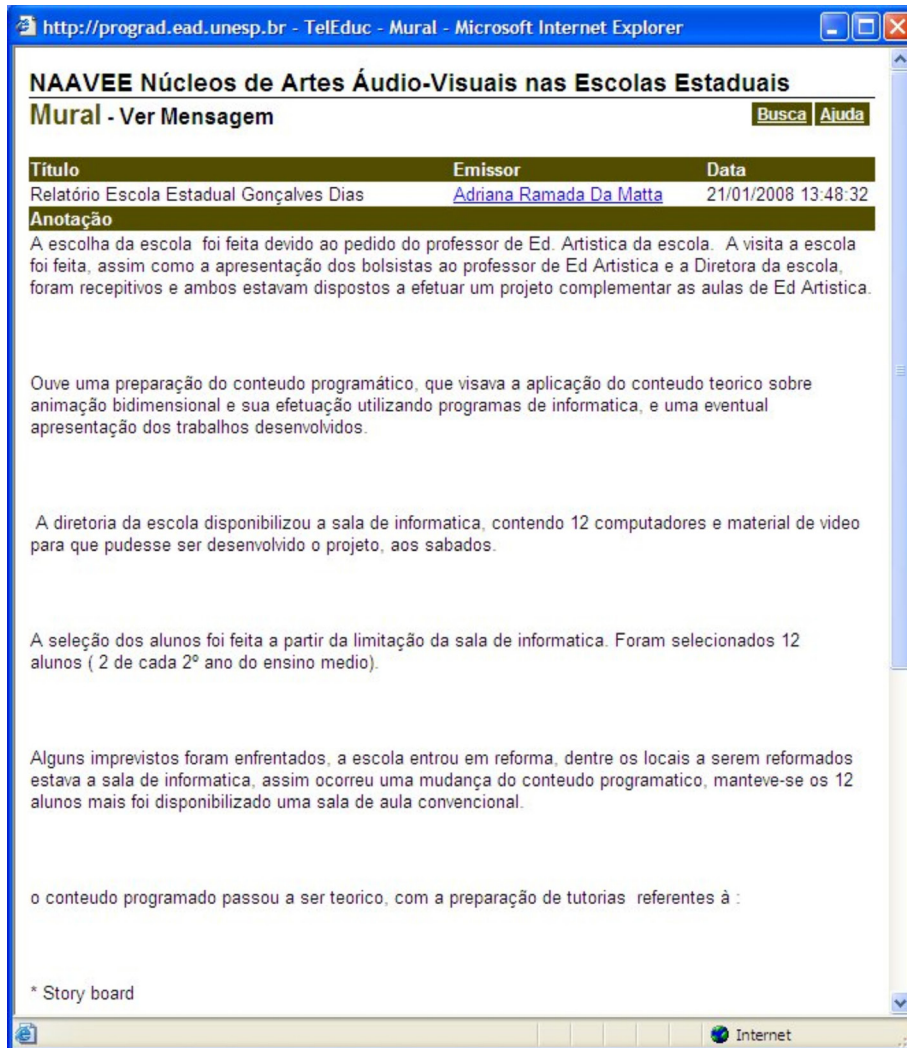 http://prograd.ead.unesp.br - TelEduc - Mural - Microsoft Internet Explorer
NAAVEE Núcleos de Artes Áudio-Visuais nas Escolas Estaduais
Mural - Ver Mensagem
Busca Ajuda
Título Emissor Data
Relatório Escola Estadual Gonçalves Dias Adriana Ramada Da Matta 21/01/2008 13:48:32
Anotação
A escolha da escola foi feita devido ao pedido do professor de Ed. Artistica da escola. A visita a escola
foi feita, assim como a apresentação dos bolsistas ao professor de Ed Artistica e a Diretora da escola,
foram recepitivos e ambos estavam dispostos a efetuar um projeto complementar as aulas de Ed Artistica.
Ouve uma preparação do conteudo programático, que visava a aplicação do conteudo teorico sobre
animação bidimensional e sua efetuação utilizando programas de informatica, e uma eventual
apresentação dos trabalhos desenvolvidos.
A diretoria da escola disponibilizou a sala de informatica, contendo 12 computadores e material de video
para que pudesse ser desenvolvido o projeto, aos sabados.
A seleção dos alunos foi feita a partir da limitação da sala de informatica. Foram selecionados 12
alunos ( 2 de cada 2º ano do ensino medio).
Alguns imprevistos foram enfrentados, a escola entrou em reforma, dentre os locais a serem reformados
estava a sala de informatica, assim ocorreu uma mudança do conteudo programatico, manteve-se os 12
alunos mais foi disponibilizado uma sala de aula convencional.
o conteudo programado passou a ser teorico, com a preparação de tutorias referentes à :
* Story board
Internet